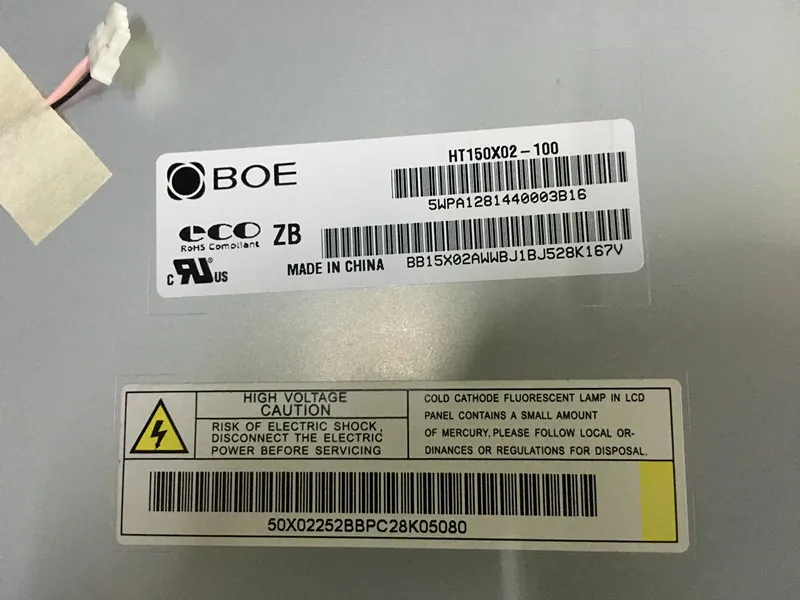 BOE
HT150X02-100
5WPA1281440003B16
eco
RoHS Compliant
ZB
BB15X02AWWBJ1BJ528K167V
MADE IN CHINA
c RU US
HIGH VOLTAGE
CAUTION
RISK OF ELECTRIC SHOCK,
DISCONNECT THE ELECTRIC
POWER BEFORE SERVICING
COLD CATHODE FLUORESCENT LAMP IN LCD
PANEL CONTAINS A SMALL AMOUNT
OF MERCURY, PLEASE FOLLOW LOCAL OR-
DINANCES OR REGULATIONS FOR DISPOSAL.
50X02252BBPC28K05080